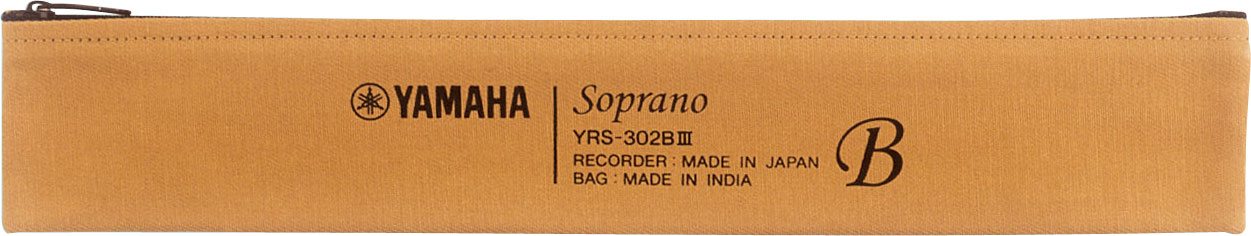 YAMAHA
Soprano
YRS-302BⅢ
RECORDER : MADE IN JAPAN
BAG : MADE IN INDIA
B